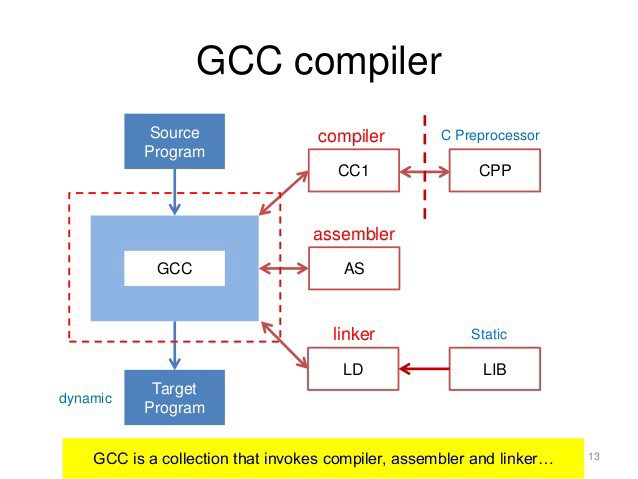 GCC compiler
Source
Program
compiler
C Preprocessor
CC1
CPP
assembler
GCC
AS
linker
Static
LD
LIB
dynamic
Target
Program
GCC is a collection that invokes compiler, assembler and linker…
13